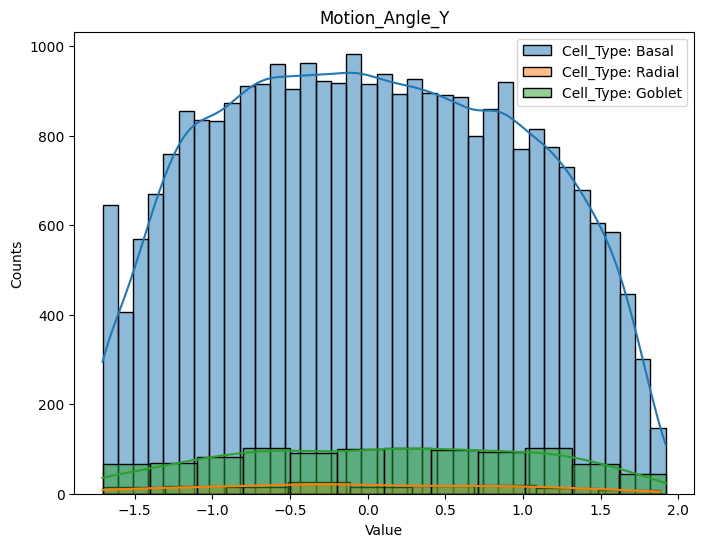 Motion_Angle_Y
Cell_Type: Basal
Cell_Type: Radial
Cell_Type: Goblet
Counts
1000
800
600
400
200
0
−1.5
−1.0
−0.5
0.0
0.5
1.0
1.5
2.0
Value